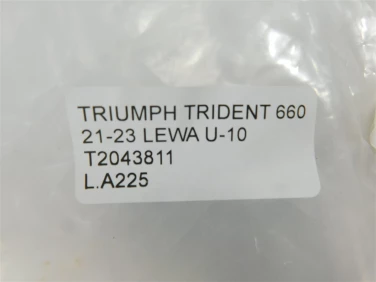 TRIUMPH TRIDENT 660
21-23 LEWA U-10
T2043811
L.A225